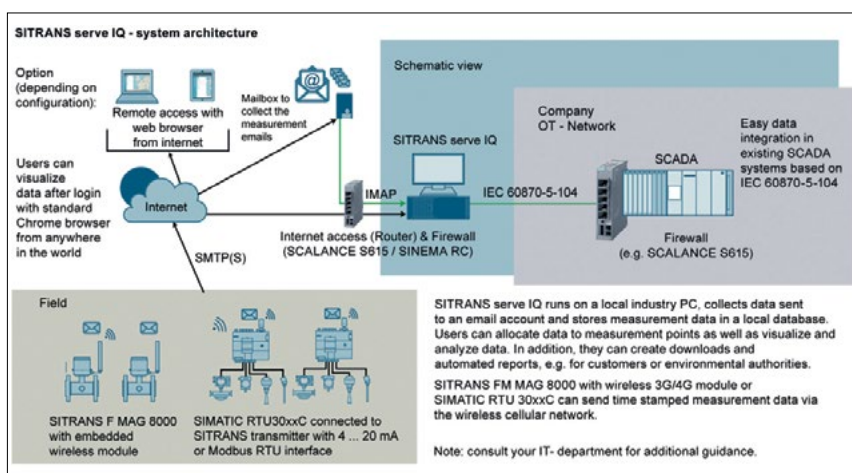 SITRANS serve IQ - system architecture
Option
(depending on
configuration):
Remote access with
web browser
from internet
Mailbox to
collect the
measurement
emails
Users can
visualize
data after login
with standard
Chrome browser
from anywhere
in the world
Internet
SMTP(S)
IMAP
Internet access (Router) & Firewall
(SCALANCE S615 / SINEMA RC)
Schematic view
SITRANS serve IQ
IEC 60870-5-104
Company
OT - Network
SCADA
Firewall
(e.g. SCALANCE S615)
Easy data
integration in
existing SCADA
systems based on
IEC 60870-5-104
Field
SITRANS F MAG 8000
with embedded
wireless module
SIMATIC RTU30xxC connected to
SITRANS transmitter with 4 ... 20 mA
or Modbus RTU interface
SITRANS serve IQ runs on a local industry PC, collects data sent
to an email account and stores measurement data in a local database.
Users can allocate data to measurement points as well as visualize and
analyze data. In addition, they can create downloads and
automated reports, e.g. for customers or environmental authorities.
SITRANS FM MAG 8000 with wireless 3G/4G module or
SIMATIC RTU 30xxC can send time stamped measurement data via
the wireless cellular network.
Note: consult your IT- department for additional guidance.